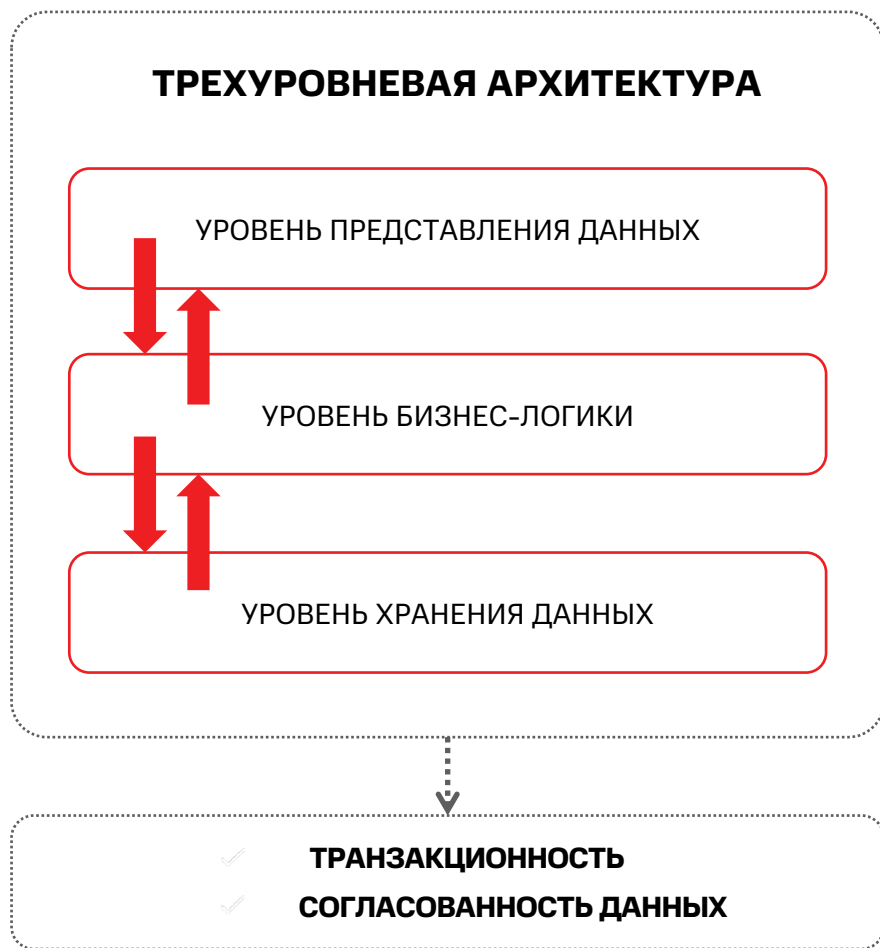 ТРЕХУРОВНЕВАЯ АРХИТЕКТУРА
УРОВЕНЬ ПРЕДСТАВЛЕНИЯ ДАННЫХ
УРОВЕНЬ БИЗНЕС-ЛОГИКИ
УРОВЕНЬ ХРАНЕНИЯ ДАННЫХ
ТРАНЗАКЦИОННОСТЬ
СОГЛАСОВАННОСТЬ ДАННЫХ